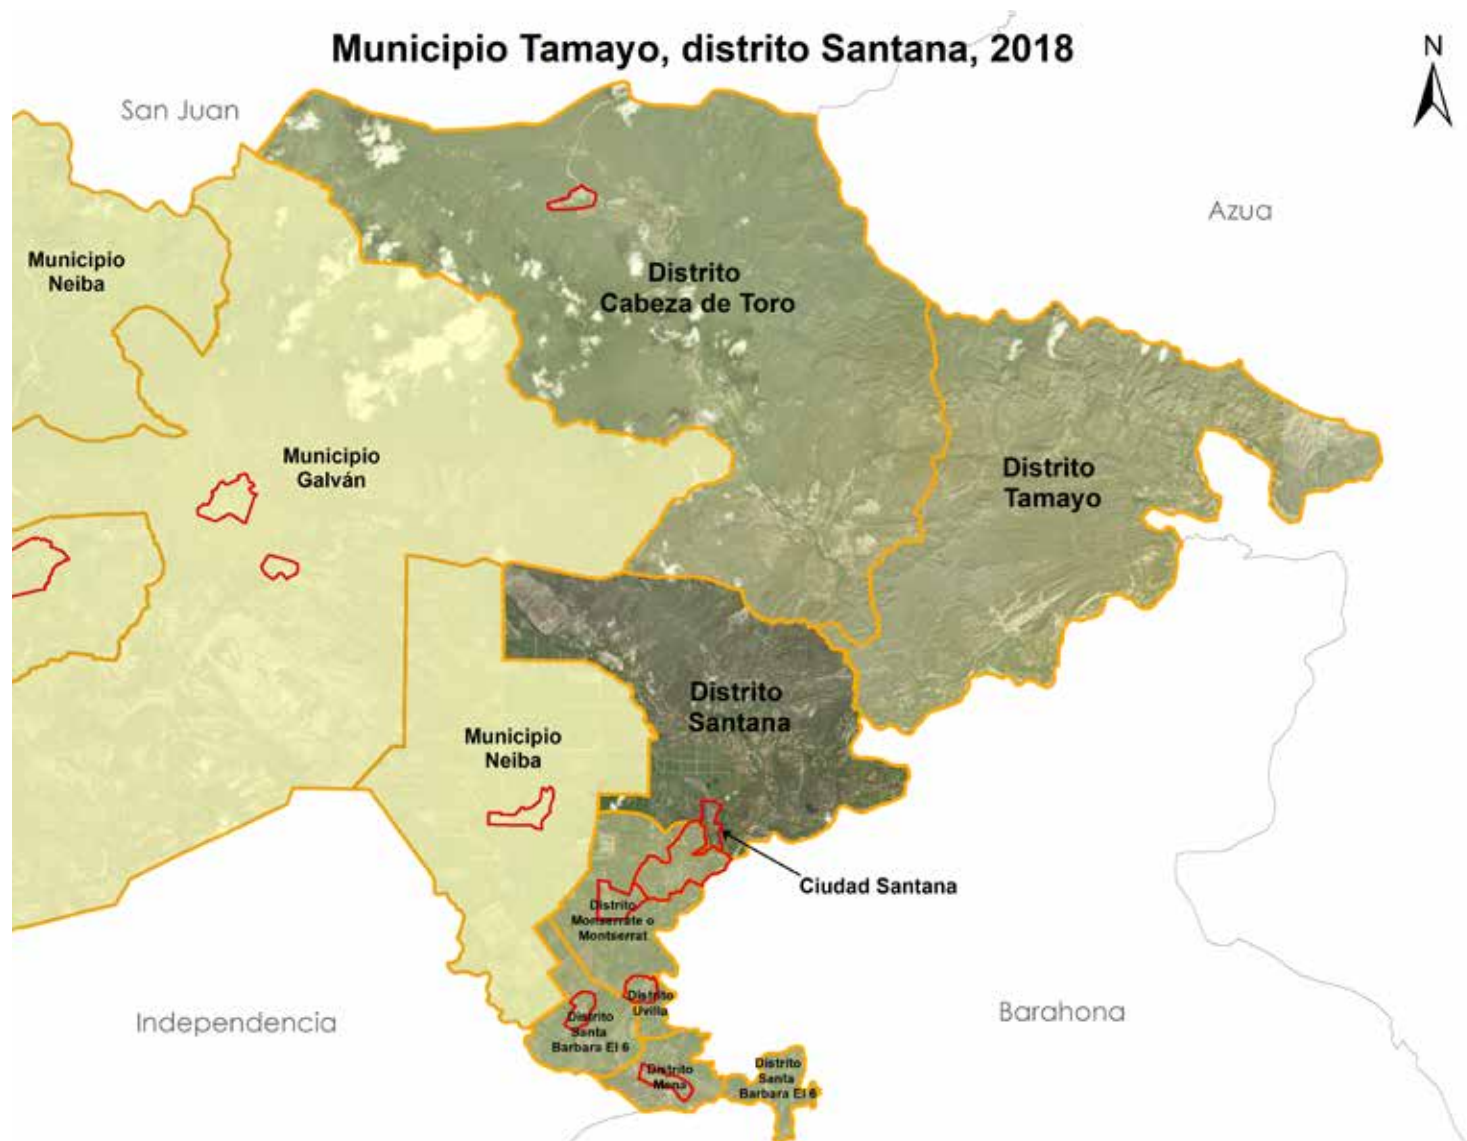 Municipio Tamayo, distrito Santana, 2018
N
San Juan
Azua
Municipio
Neiba
Distrito
Cabeza de Toro
Municipio
Galván
Distrito
Tamayo
Distrito
Santana
Municipio
Neiba
Ciudad Santana
Distrito
Monserrate o
Montserrat
Distrito
Uvilla
Distrito
Santa
Barbara El 6
Independencia
Barahona
Distrito
Mena
Distrito
Santa
Barbara El 6